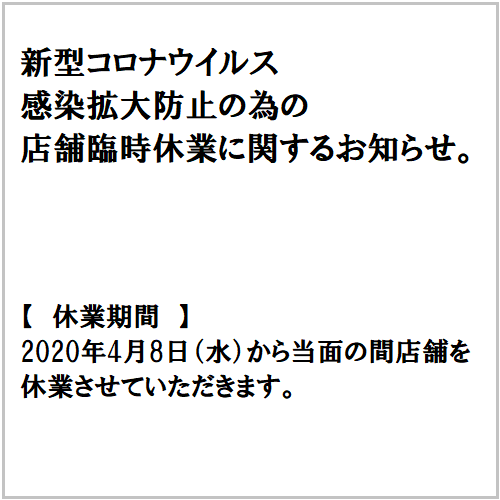 新型コロナウイルス
感染拡大防止の為の
店舗臨時休業に関するお知らせ。
【　休業期間　】
2020年4月8日（水）から当面の間店舗を
休業させていただきます。